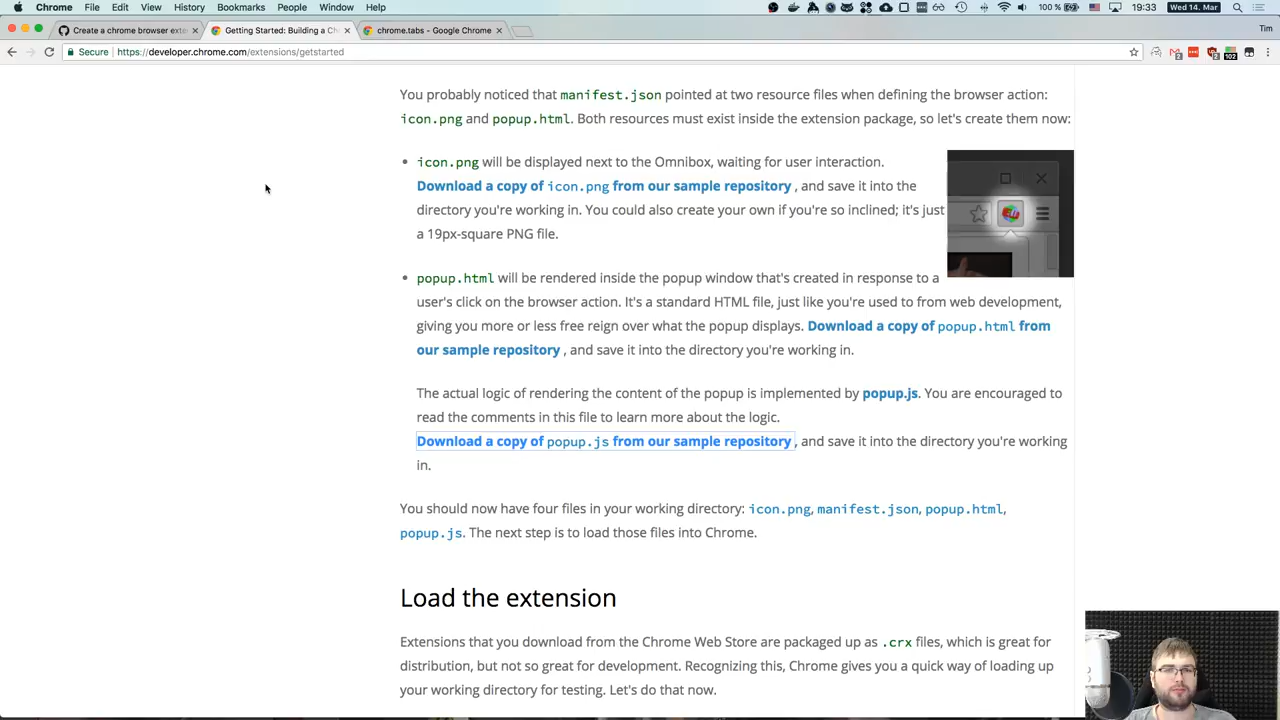 Chrome File Edit View History Bookmarks People Window Help 100 % 19:33 Wed 14. Mar
Create a chrome browser exten Getting Started: Building a Ch chrome.tabs - Google Chrome Tim
Secure https://developer.chrome.com/extensions/getstarted
You probably noticed that manifest.json pointed at two resource files when defining the browser action:
icon.png and popup.html. Both resources must exist inside the extension package, so let's create them now:
icon.png will be displayed next to the Omnibox, waiting for user interaction.
Download a copy of icon.png from our sample repository , and save it into the
directory you're working in. You could also create your own if you're so inclined; it's just
a 19px-square PNG file.
popup.html will be rendered inside the popup window that's created in response to a
user's click on the browser action. It's a standard HTML file, just like you're used to from web development,
giving you more or less free reign over what the popup displays. Download a copy of popup.html from
our sample repository , and save it into the directory you're working in.
The actual logic of rendering the content of the popup is implemented by popup.js. You are encouraged to
read the comments in this file to learn more about the logic.
Download a copy of popup.js from our sample repository , and save it into the directory you're working
in.
You should now have four files in your working directory: icon.png, manifest.json, popup.html,
popup.js. The next step is to load those files into Chrome.
Load the extension
Extensions that you download from the Chrome Web Store are packaged up as .crx files, which is great for
distribution, but not so great for development. Recognizing this, Chrome gives you a quick way of loading up
your working directory for testing. Let's do that now.